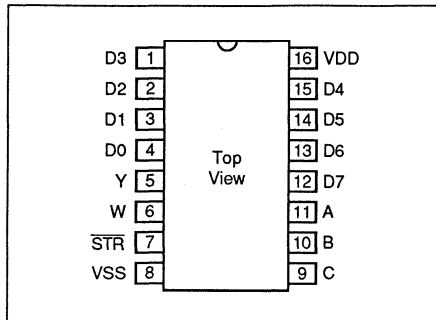 D3 1 16 VDD
D2 2 15 D4
D1 3 14 D5
D0 4 13 D6
Top
Y 5 12 D7
View
W 6 11 A
S̅T̅R̅ 7 10 B
VSS 8 9 C